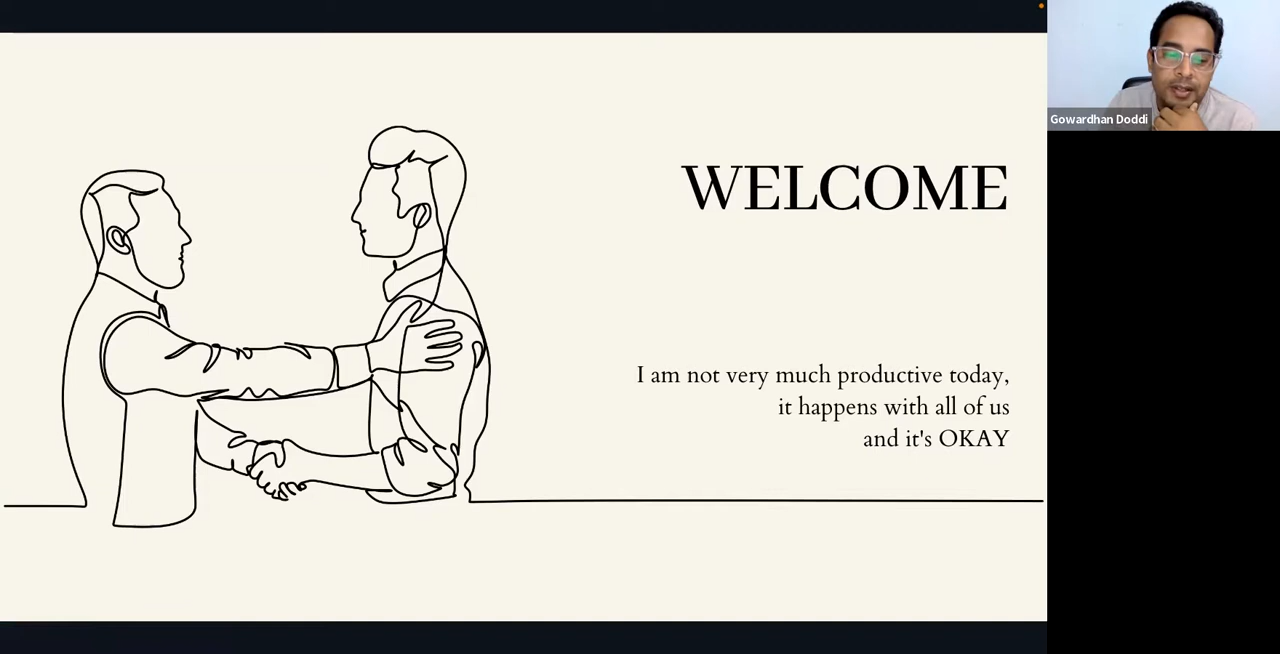 WELCOME
I am not very much productive today,
it happens with all of us
and it's OKAY
Gowardhan Doddi